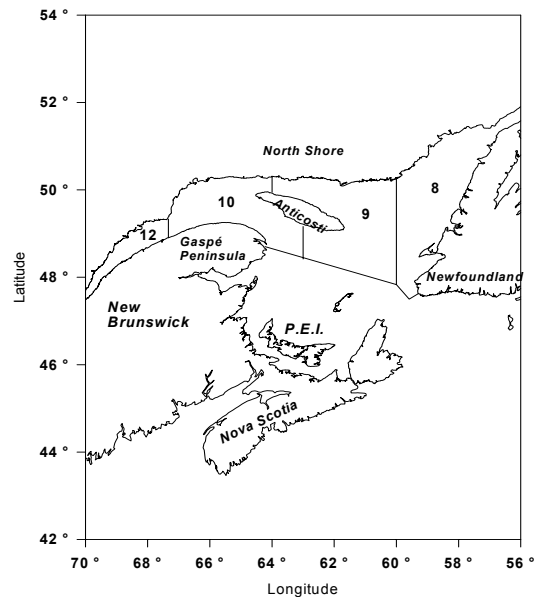 54 °
52 °
North Shore
50 °
8
10
Anticosti
9
12
Gaspé
Peninsula
48 °
Newfoundland
New
Brunswick
P.E.I.
46 °
Nova Scotia
44 °
42 °
70 ° 68 ° 66 ° 64 ° 62 ° 60 ° 58 ° 56 °
Latitude
Longitude